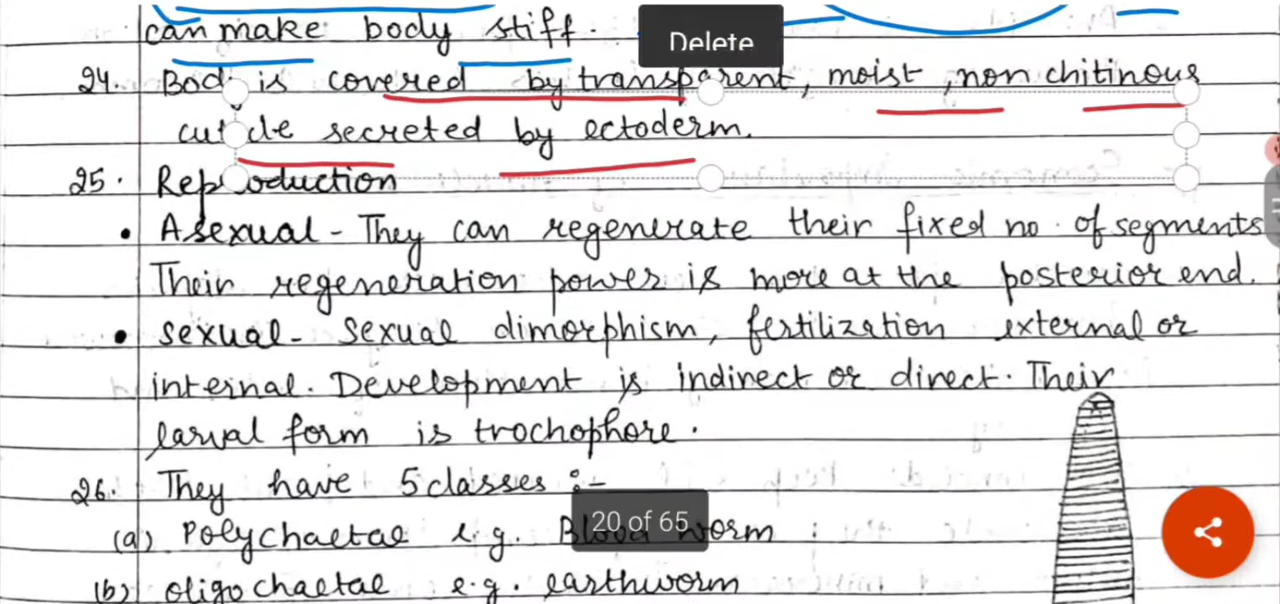 can make body stiff.
Delete
24. Body is covered by transparent, moist, non chitinous
cuticle secreted by ectoderm.
25. Reproduction
• Asexual - They can regenerate their fixed no. of segments
Their regeneration power is more at the posterior end.
• sexual - Sexual dimorphism, fertilization external or
internal. Development is indirect or direct. Their
larval form is trochophore.
26. They have 5 classes :-
20 of 65
(a) Polychaetae e.g. Blood worm
(b) oligochaetae e.g. earthworm